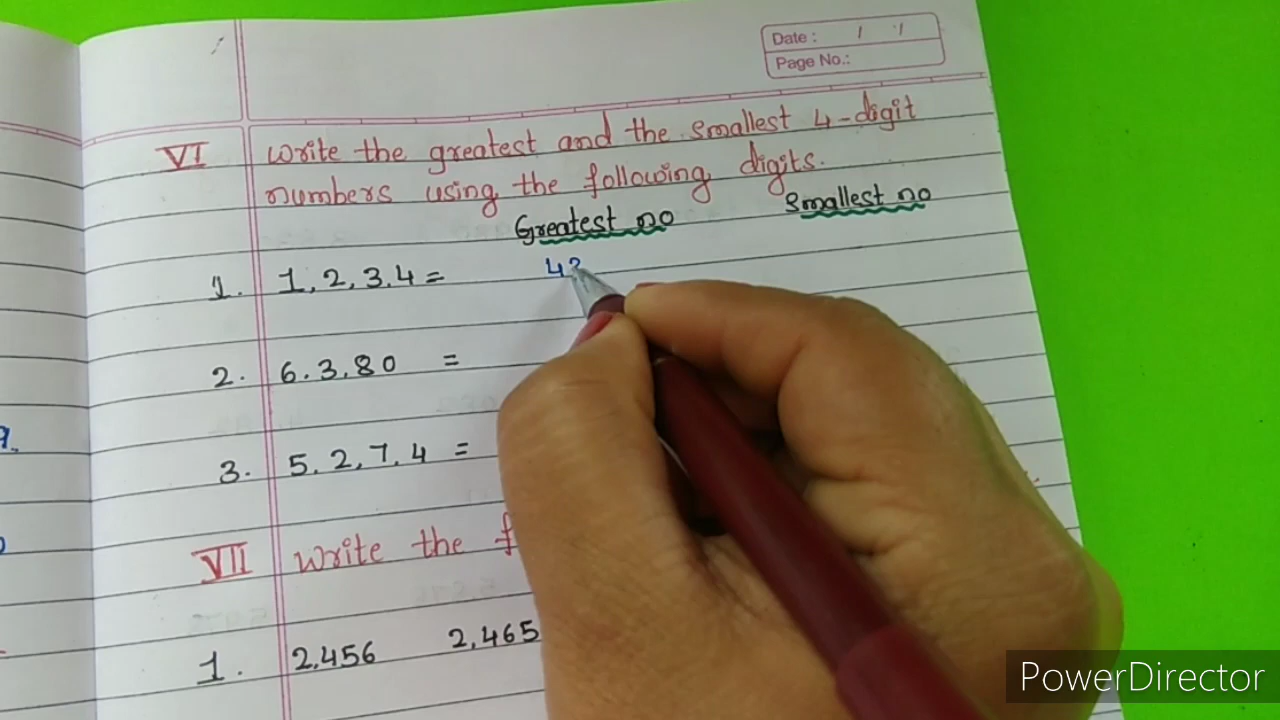 Date : / /
Page No.:
VI Write the greatest and the smallest 4-digit
numbers using the following digits.
Greatest no Smallest no
1. 1,2,3.4 = 4
2. 6.3.80 =
3. 5.2,7.4 =
VII Write the f
1. 2,456 2,465
PowerDirector